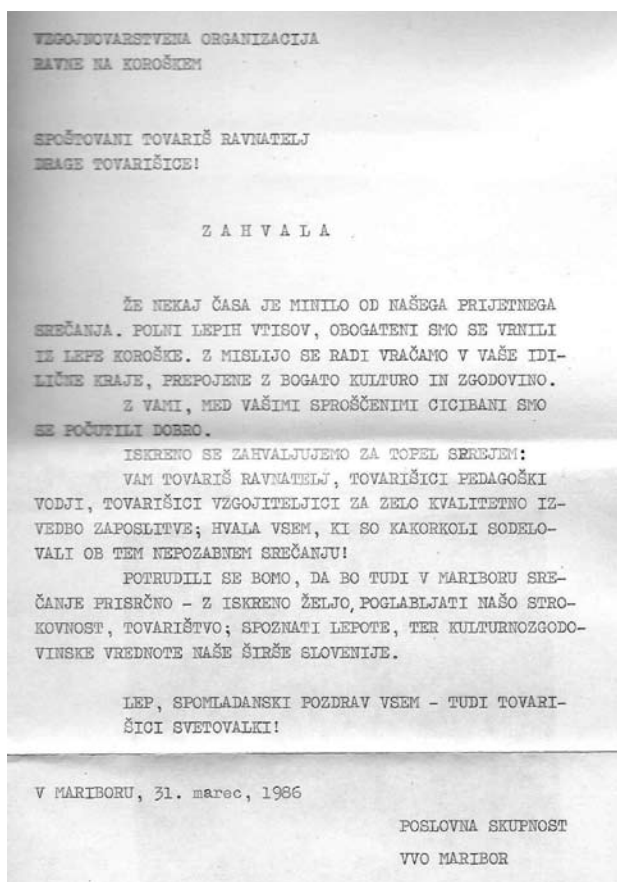 VZGOJNOVARSTVENA ORGANIZACIJA
RAVNE NA KOROŠKEM
SPOŠTOVANI TOVARIŠ RAVNATELJ
DRAGE TOVARIŠICE!
Z A H V A L A
ŽE NEKAJ ČASA JE MINILO OD NAŠEGA PRIJETNEGA
SREČANJA. POLNI LEPIH VTISOV, OBOGATENI SMO SE VRNILI
IZ LEPE KOROŠKE. Z MISLIJO SE RADI VRAČAMO V VAŠE IDI-
LIČNE KRAJE, PREPOJENE Z BOGATO KULTURO IN ZGODOVINO.
Z VAMI, MED VAŠIMI SPROŠČENIMI CICIBANI SMO
SE POČUTILI DOBRO.
ISKRENO SE ZAHVALJUJEMO ZA TOPEL SPREJEM:
VAM TOVARIŠ RAVNATELJ, TOVARIŠICI PEDAGOŠKI
VODJI, TOVARIŠICI VZGOJITELJICI ZA ZELO KVALITETNO IZ-
VEDBO ZAPOSLITVE; HVALA VSEM, KI SO KAKORKOLI SODELO-
VALI OB TEM NEPOZABNEM SREČANJU!
POTRUDILI SE BOMO, DA BO TUDI V MARIBORU SRE-
ČANJE PRISRČNO - Z ISKRENO ŽELJO, POGLABLJATI NAŠO STRO-
KOVNOST, TOVARIŠTVO; SPOZNATI LEPOTE, TER KULTURNOZGODO-
VINSKE VREDNOTE NAŠE ŠIRŠE SLOVENIJE.
LEP, SPOMLADANSKI POZDRAV VSEM - TUDI TOVARI-
ŠICI SVETOVALKI!
V MARIBORU, 31. marec, 1986
POSLOVNA SKUPNOST
VVO MARIBOR